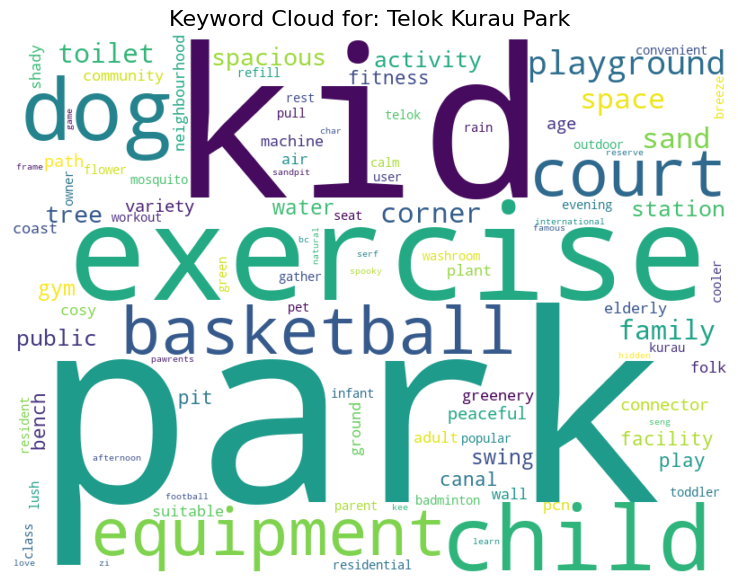 Keyword Cloud for: Telok Kurau Park
kid
park
exercise
dog
court
basketball
equipment
child
playground
toilet
spacious
activity
convenient
shady
community
neighbourhood
refill
fitness
space
breeze
game
rest
pull
char
telok
rain
age
sand
outdoor
reserve
machine
air
sandpit
calm
user
frame
path
flower
owner
mosquito
variety
workout
tree
coast
water
seat
corner
evening
station
international
famous
green
gather
bc
natural
serf
spooky
washroom
plant
cooler
gym
cosy
public
pet
elderly
family
kurau
hidden
folk
pawrents
pit
infant
greenery
peaceful
connector
seng
facility
bench
resident
ground
adult
popular
swing
canal
wall
play
toddler
afternoon
lush
football
suitable
parent
kee
badminton
pcn
class
love
zi
residential
learn